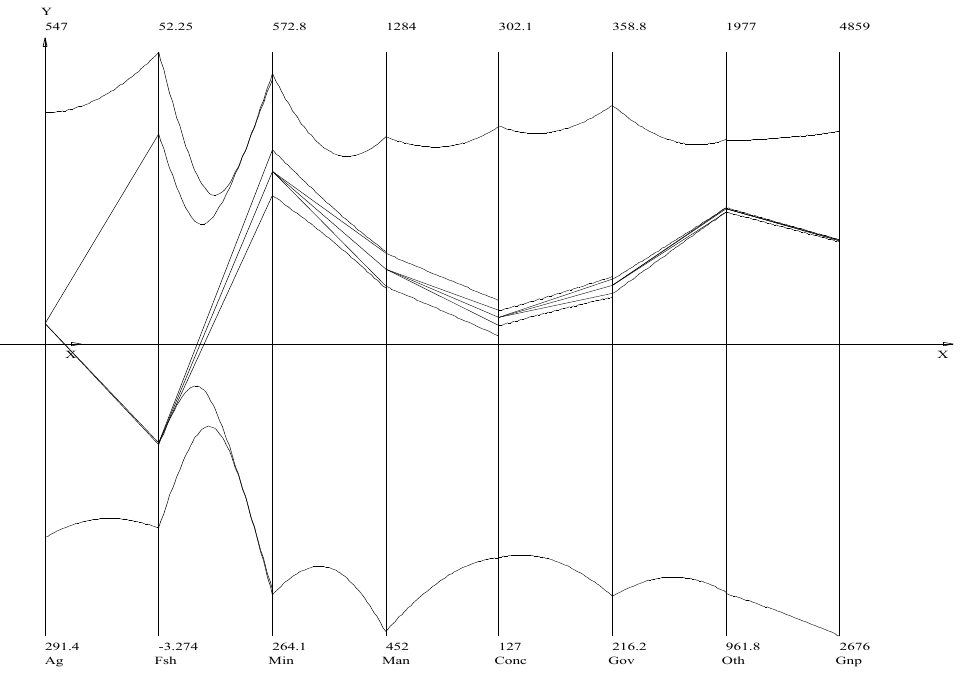 Y
547 52.25 572.8 1284 302.1 358.8 1977 4859
X X
291.4 -3.274 264.1 452 127 216.2 961.8 2676
Ag Fsh Min Man Conc Gov Oth Gnp